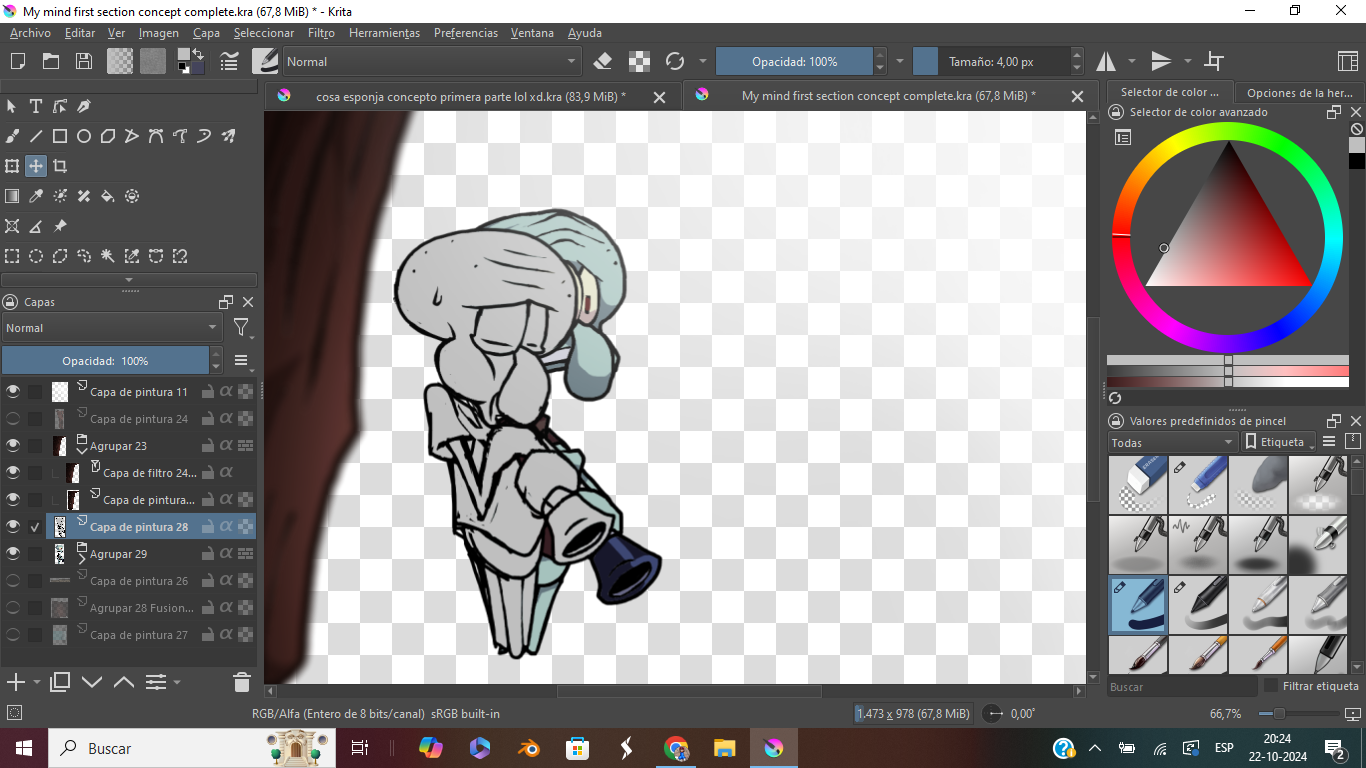 My mind first section concept complete.kra (67,8 MiB) * - Krita
Archivo Editar Ver Imagen Capa Seleccionar Filtro Herramientas Preferencias Ventana Ayuda
Normal Opacidad: 100% Tamaño: 4,00 px
cosa esponja concepto primera parte lol xd.kra (83,9 MiB) * My mind first section concept complete.kra (67,8 MiB) *
Selector de color ... Opciones de la her...
Selector de color avanzado
Capas
Normal
Opacidad: 100%
Capa de pintura 11
Capa de pintura 24
Agrupar 23
Capa de filtro 24...
Capa de pintura...
Capa de pintura 28
Agrupar 29
Capa de pintura 26
Agrupar 28 Fusion...
Capa de pintura 27
Valores predefinidos de pincel
Todas Etiqueta
Buscar Filtrar etiqueta
RGB/Alfa (Entero de 8 bits/canal) sRGB built-in 1.473 x 978 (67,8 MiB) 0,00° 66,7%
Buscar ESP 20:24
22-10-2024 2